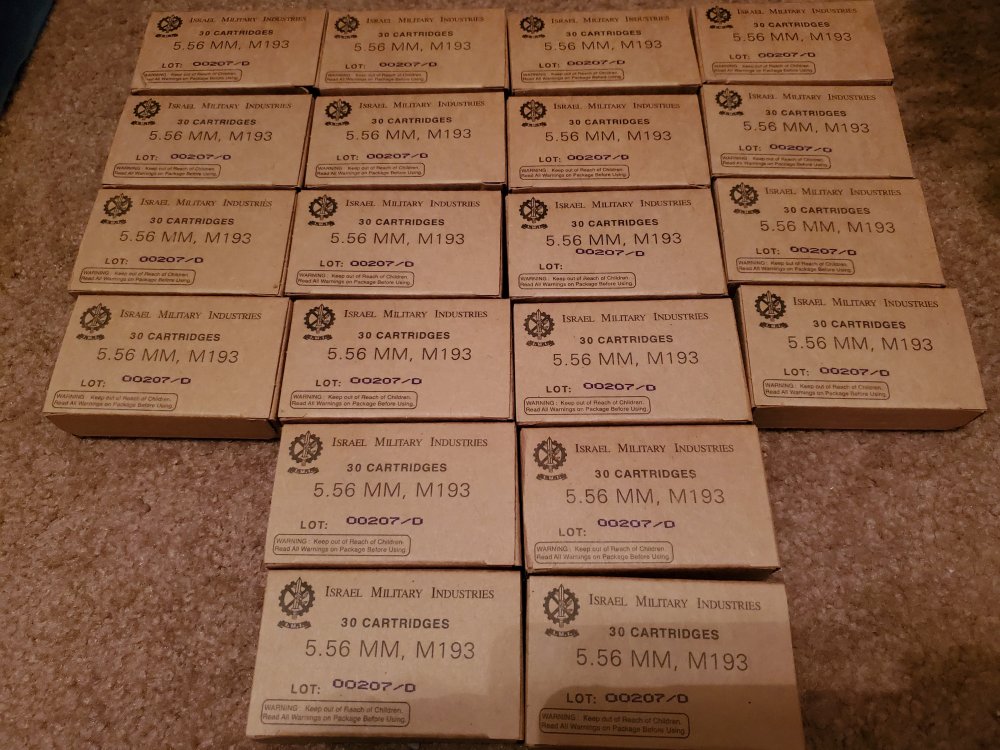 ISRAEL MILITARY INDUSTRIES
I.M.I.
30 CARTRIDGES
5.56 MM, M193
LOT: 00207/D
WARNING : Keep out of Reach of Children.
Read All Warnings on Package Before Using.
ISRAEL MILITARY INDUSTRIES
I.M.I.
30 CARTRIDGES
5.56 MM, M193
LOT: 00207/D
WARNING : Keep out of Reach of Children.
Read All Warnings on Package Before Using.
ISRAEL MILITARY INDUSTRIES
I.M.I.
30 CARTRIDGES
5.56 MM, M193
LOT: 00207/D
WARNING : Keep out of Reach of Children.
Read All Warnings on Package Before Using.
ISRAEL MILITARY INDUSTRIES
I.M.I.
30 CARTRIDGES
5.56 MM, M193
LOT: 00207/D
WARNING : Keep out of Reach of Children.
Read All Warnings on Package Before Using.
ISRAEL MILITARY INDUSTRIES
I.M.I.
30 CARTRIDGES
5.56 MM, M193
LOT: 00207/D
WARNING : Keep out of Reach of Children.
Read All Warnings on Package Before Using.
ISRAEL MILITARY INDUSTRIES
I.M.I.
30 CARTRIDGES
5.56 MM, M193
LOT: 00207/D
WARNING : Keep out of Reach of Children.
Read All Warnings on Package Before Using.
ISRAEL MILITARY INDUSTRIES
I.M.I.
30 CARTRIDGES
5.56 MM, M193
LOT: 00207/D
WARNING : Keep out of Reach of Children.
Read All Warnings on Package Before Using.
ISRAEL MILITARY INDUSTRIES
I.M.I.
30 CARTRIDGES
5.56 MM, M193
LOT: 00207/D
WARNING : Keep out of Reach of Children.
Read All Warnings on Package Before Using.
ISRAEL MILITARY INDUSTRIES
I.M.I.
30 CARTRIDGES
5.56 MM, M193
LOT: 00207/D
WARNING : Keep out of Reach of Children.
Read All Warnings on Package Before Using.
ISRAEL MILITARY INDUSTRIES
I.M.I.
30 CARTRIDGES
5.56 MM, M193
LOT: 00207/D
WARNING : Keep out of Reach of Children.
Read All Warnings on Package Before Using.
ISRAEL MILITARY INDUSTRIES
I.M.I.
30 CARTRIDGES
5.56 MM, M193
00207/D
LOT:
WARNING : Keep out of Reach of Children.
Read All Warnings on Package Before Using.
ISRAEL MILITARY INDUSTRIES
I.M.I.
30 CARTRIDGES
5.56 MM, M193
LOT: 00207/D
WARNING : Keep out of Reach of Children.
Read All Warnings on Package Before Using.
ISRAEL MILITARY INDUSTRIES
I.M.I.
30 CARTRIDGES
5.56 MM, M193
LOT: 00207/D
WARNING : Keep out of Reach of Children.
Read All Warnings on Package Before Using.
ISRAEL MILITARY INDUSTRIES
I.M.I.
30 CARTRIDGES
5.56 MM, M193
LOT: 00207/D
WARNING : Keep out of Reach of Children.
Read All Warnings on Package Before Using.
ISRAEL MILITARY INDUSTRIES
I.M.I.
30 CARTRIDGES
5.56 MM, M193
LOT: 00207/D
WARNING : Keep out of Reach of Children.
Read All Warnings on Package Before Using.
ISRAEL MILITARY INDUSTRIES
I.M.I.
30 CARTRIDGES
5.56 MM, M193
LOT: 00207/D
WARNING : Keep out of Reach of Children.
Read All Warnings on Package Before Using.
ISRAEL MILITARY INDUSTRIES
I.M.I.
30 CARTRIDGES
5.56 MM, M193
LOT: 00207/D
WARNING : Keep out of Reach of Children.
Read All Warnings on Package Before Using.
ISRAEL MILITARY INDUSTRIES
I.M.I.
30 CARTRIDGES
5.56 MM, M193
LOT: 00207/D
WARNING : Keep out of Reach of Children.
Read All Warnings on Package Before Using.
ISRAEL MILITARY INDUSTRIES
I.M.I.
30 CARTRIDGES
5.56 MM, M193
LOT: 00207/D
WARNING : Keep out of Reach of Children.
Read All Warnings on Package Before Using.
ISRAEL MILITARY INDUSTRIES
I.M.I.
30 CARTRIDGES
5.56 MM, M193
LOT: 00207/D
WARNING : Keep out of Reach of Children.
Read All Warnings on Package Before Using.